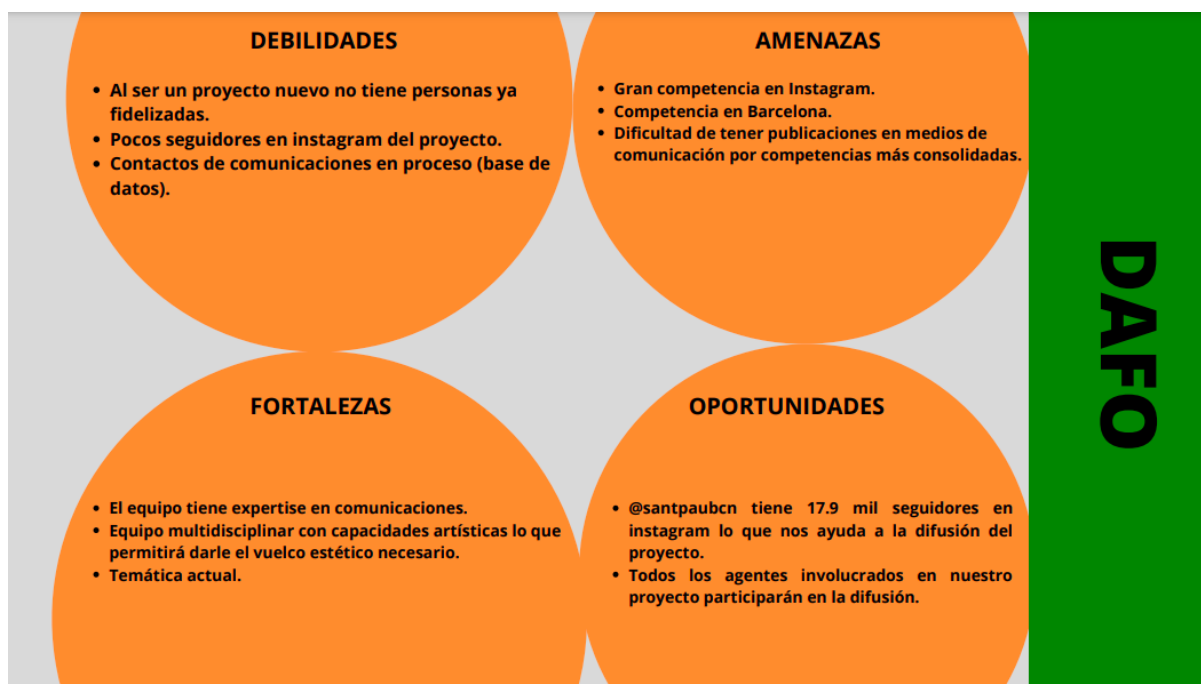 DEBILIDADES
• Al ser un proyecto nuevo no tiene personas ya
fidelizadas.
• Pocos seguidores en instagram del proyecto.
• Contactos de comunicaciones en proceso (base de
datos).
AMENAZAS
• Gran competencia en Instagram.
• Competencia en Barcelona.
• Dificultad de tener publicaciones en medios de
comunicación por competencias más consolidadas.
FORTALEZAS
• El equipo tiene expertise en comunicaciones.
• Equipo multidisciplinar con capacidades artísticas lo que
permitirá darle el vuelco estético necesario.
• Temática actual.
OPORTUNIDADES
• @santpaubcn tiene 17.9 mil seguidores en
instagram lo que nos ayuda a la difusión del
proyecto.
• Todos los agentes involucrados en nuestro
proyecto participarán en la difusión.
DAFO